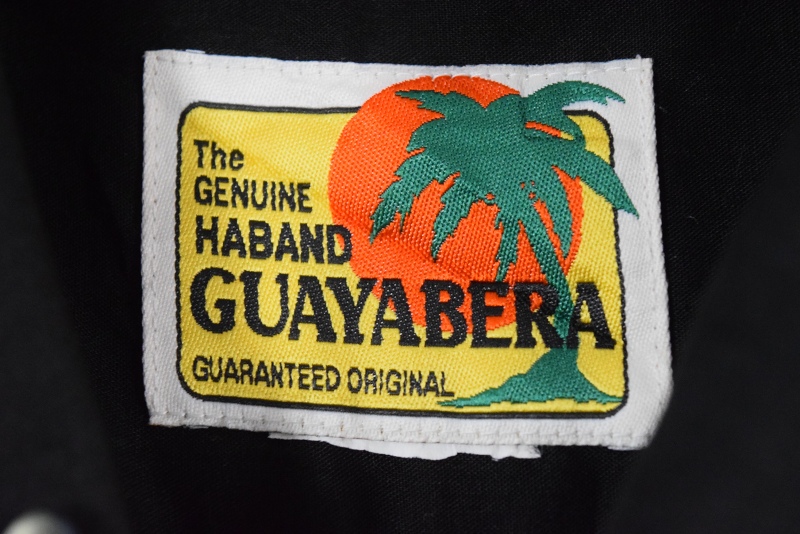 The
GENUINE
HABAND
GUAYABERA
GUARANTEED ORIGINAL